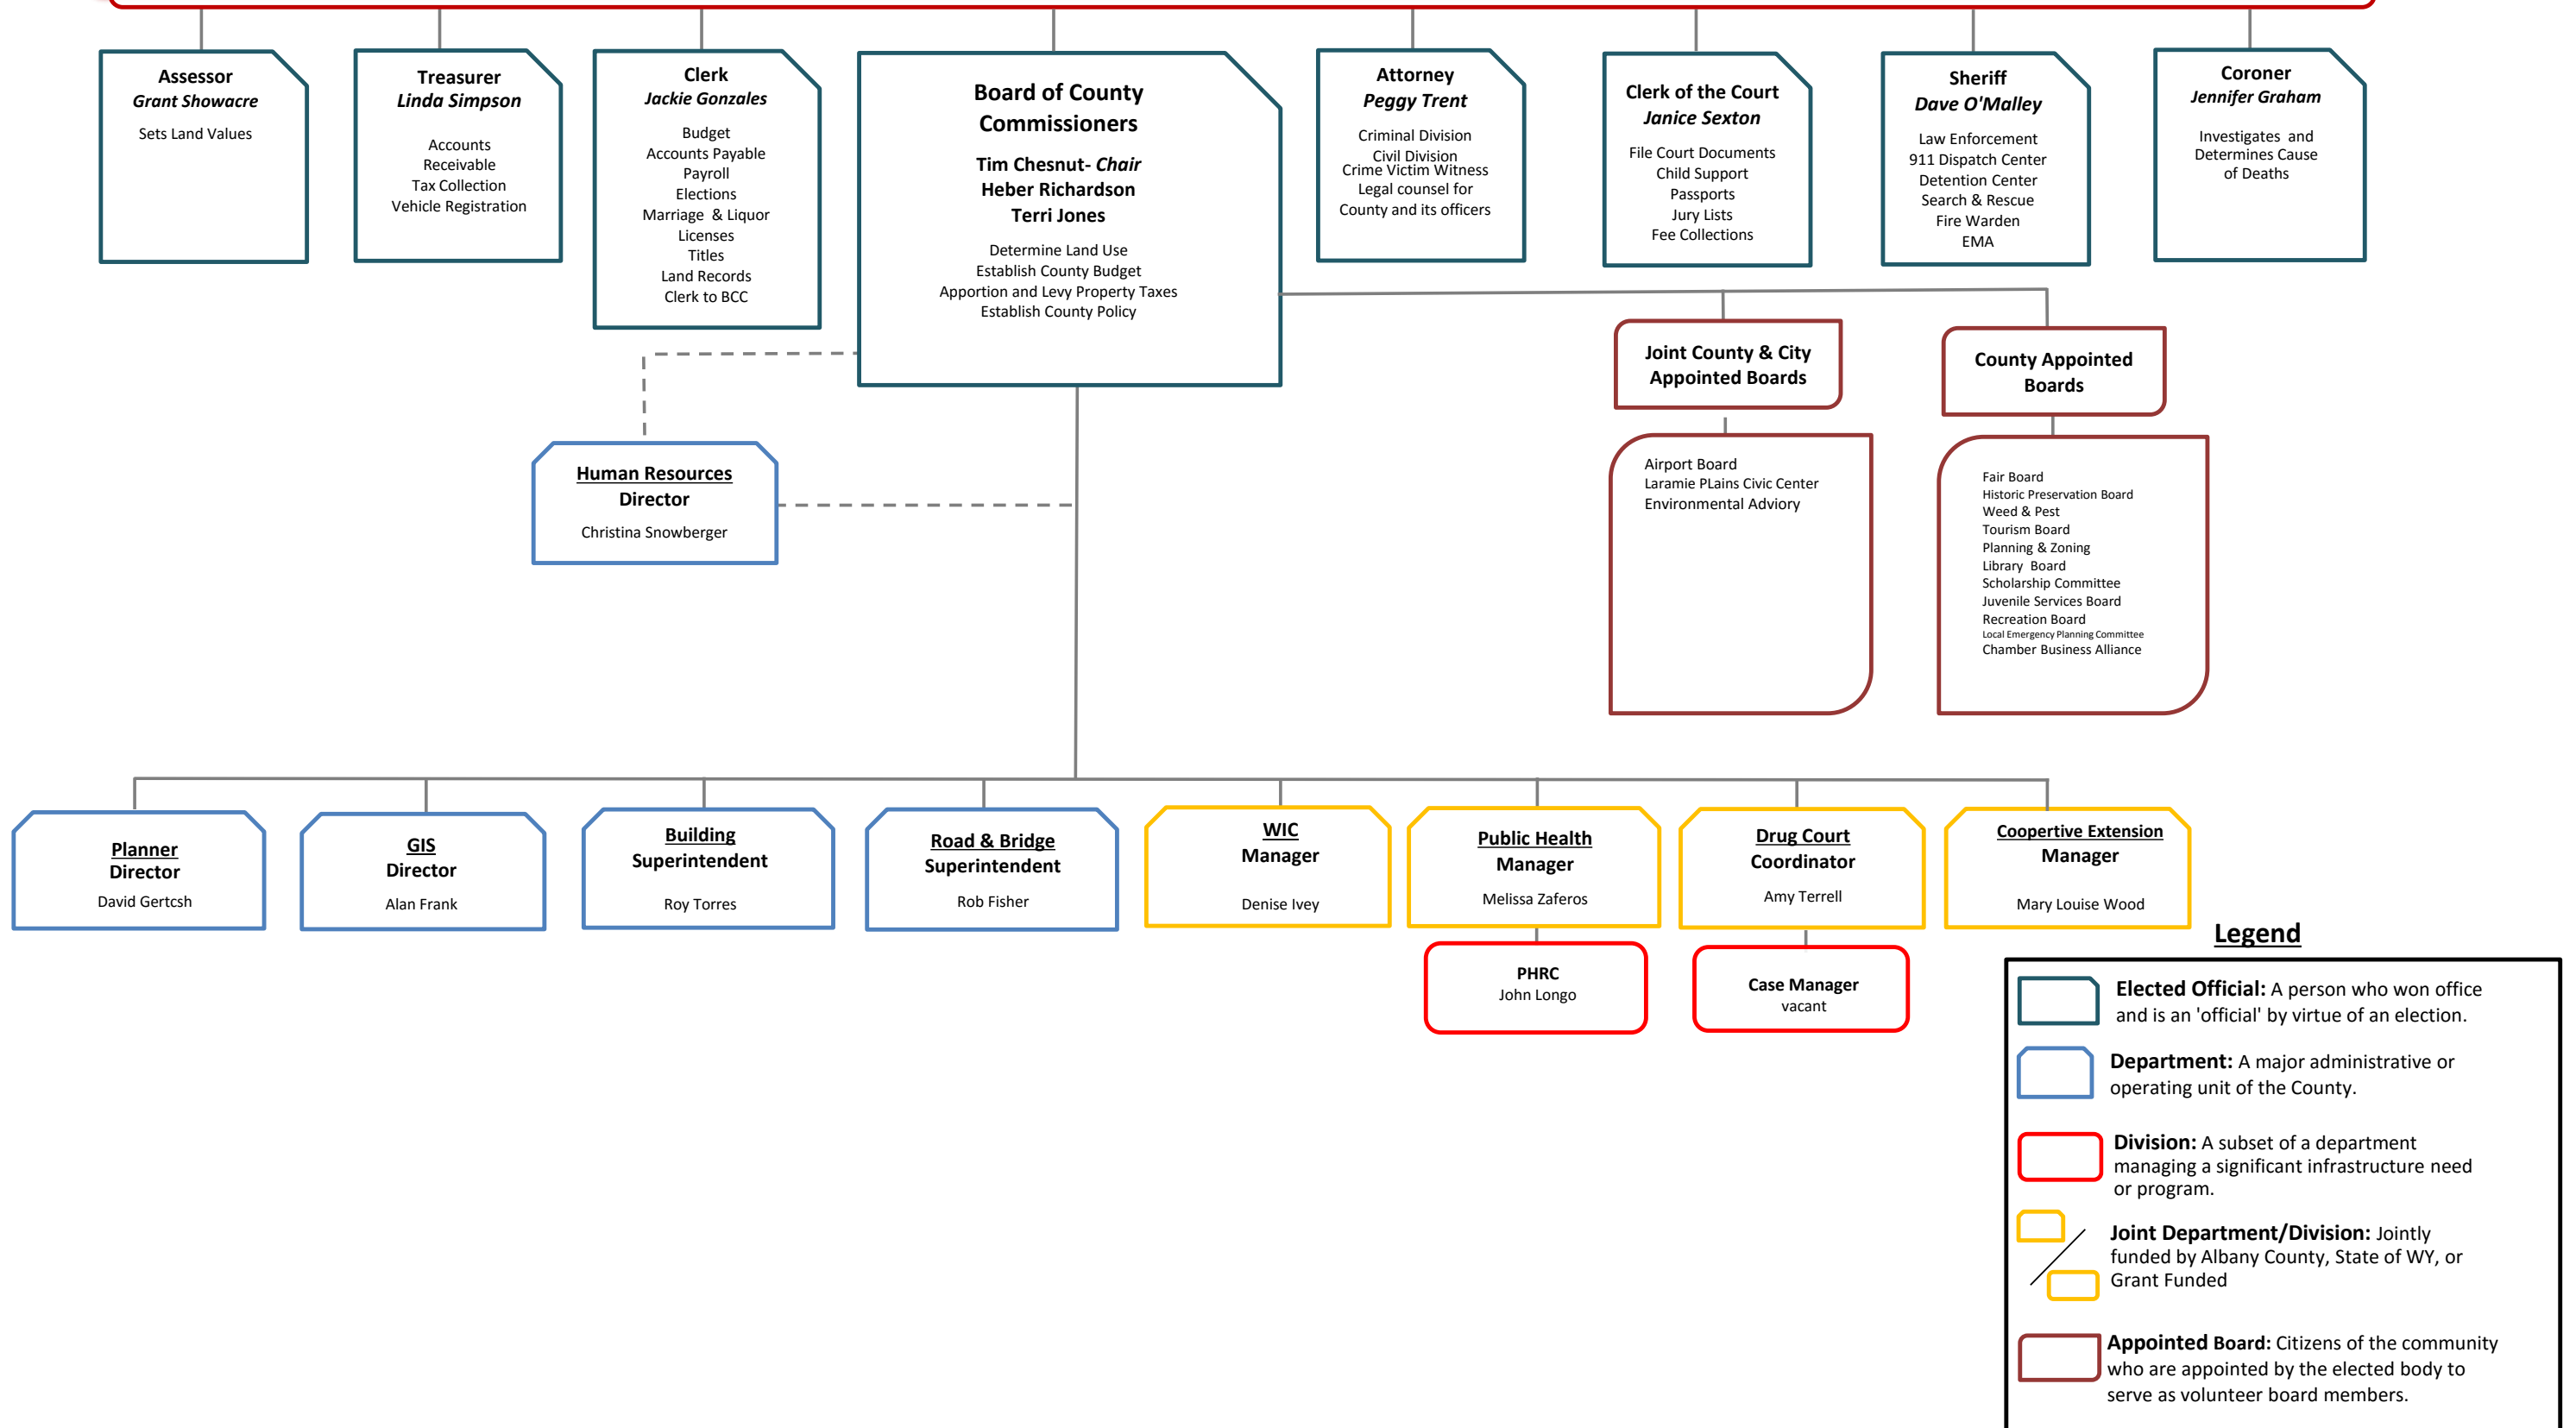 Assessor
Grant Showacre
Sets Land Values
Treasurer
Linda Simpson
Accounts
Receivable
Tax Collection
Vehicle Registration
Clerk
Jackie Gonzales
Budget
Accounts Payable
Payroll
Elections
Marriage & Liquor
Licenses
Titles
Land Records
Clerk to BCC
Board of County
Commissioners
Tim Chesnut- Chair
Heber Richardson
Terri Jones
Determine Land Use
Establish County Budget
Apportion and Levy Property Taxes
Establish County Policy
Attorney
Peggy Trent
Criminal Division
Civil Division
Crime Victim Witness
Legal counsel for
County and its officers
Clerk of the Court
Janice Sexton
File Court Documents
Child Support
Passports
Jury Lists
Fee Collections
Sheriff
Dave O'Malley
Law Enforcement
911 Dispatch Center
Detention Center
Search & Rescue
Fire Warden
EMA
Coroner
Jennifer Graham
Investigates and
Determines Cause
of Deaths
Joint County & City
Appointed Boards
County Appointed
Boards
Airport Board
Laramie PLains Civic Center
Environmental Adviory
Fair Board
Historic Preservation Board
Weed & Pest
Tourism Board
Planning & Zoning
Library Board
Scholarship Committee
Juvenile Services Board
Recreation Board
Local Emergency Planning Committee
Chamber Business Alliance
Human Resources
Director
Christina Snowberger
Planner
Director
David Gertcsh
GIS
Director
Alan Frank
Building
Superintendent
Roy Torres
Road & Bridge
Superintendent
Rob Fisher
WIC
Manager
Denise Ivey
Public Health
Manager
Melissa Zaferos
Drug Court
Coordinator
Amy Terrell
Coopertive Extension
Manager
Mary Louise Wood
PHRC
John Longo
Case Manager
vacant
Legend
Elected Official: A person who won office
and is an 'official' by virtue of an election.
Department: A major administrative or
operating unit of the County.
Division: A subset of a department
managing a significant infrastructure need
or program.
Joint Department/Division: Jointly
funded by Albany County, State of WY, or
Grant Funded
Appointed Board: Citizens of the community
who are appointed by the elected body to
serve as volunteer board members.